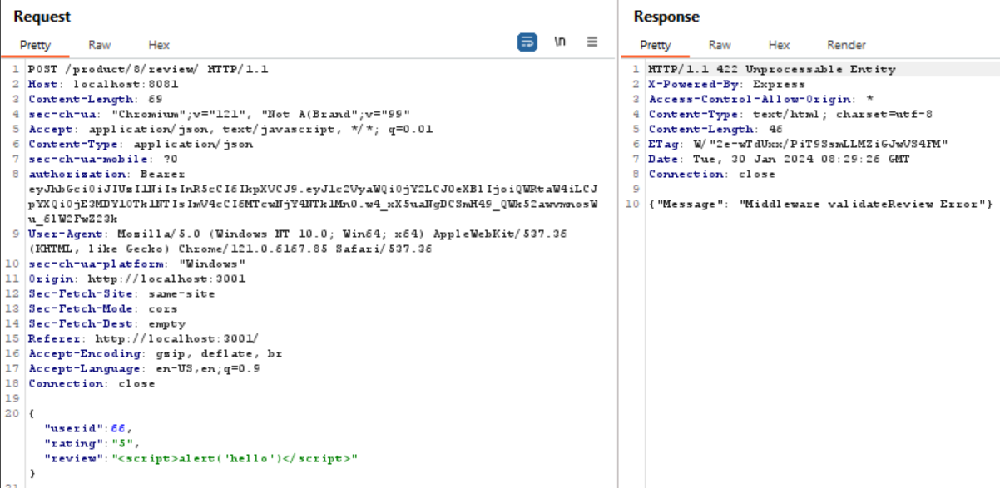 Request
Pretty Raw Hex
\n
1 POST /product/8/review/ HTTP/1.1
2 Host: localhost:8081
3 Content-Length: 69
4 sec-ch-ua: "Chromium";v="121", "Not A(Brand";v="99"
5 Accept: application/json, text/javascript, */*; q=0.01
6 Content-Type: application/json
7 sec-ch-ua-mobile: ?0
8 authorization: Bearer
9 User-Agent: Mozilla/5.0 (Windows NT 10.0; Win64; x64) AppleWebKit/537.36
(KHTML, like Gecko) Chrome/121.0.6167.85 Safari/537.36
10 sec-ch-ua-platform: "Windows"
11 Origin: http://localhost:3001
12 Sec-Fetch-Site: same-site
13 Sec-Fetch-Mode: cors
14 Sec-Fetch-Dest: empty
15 Referer: http://localhost:3001/
16 Accept-Encoding: gzip, deflate, br
17 Accept-Language: en-US,en;q=0.9
18 Connection: close
19
20 {
"userid":66,
"rating":"5",
"review":"<script>alert('hello')</script>"
}
21
Response
Pretty Raw Hex Render
1 HTTP/1.1 422 Unprocessable Entity
2 X-Powered-By: Express
3 Access-Control-Allow-Origin: *
4 Content-Type: text/html; charset=utf-8
5 Content-Length: 46
6 ETag: W/"2e-wTdUxx/PiT9SsmLLMZiGJwVS4FM"
7 Date: Tue, 30 Jan 2024 08:29:26 GMT
8 Connection: close
9
10 {"Message": "Middleware validateReview Error"}